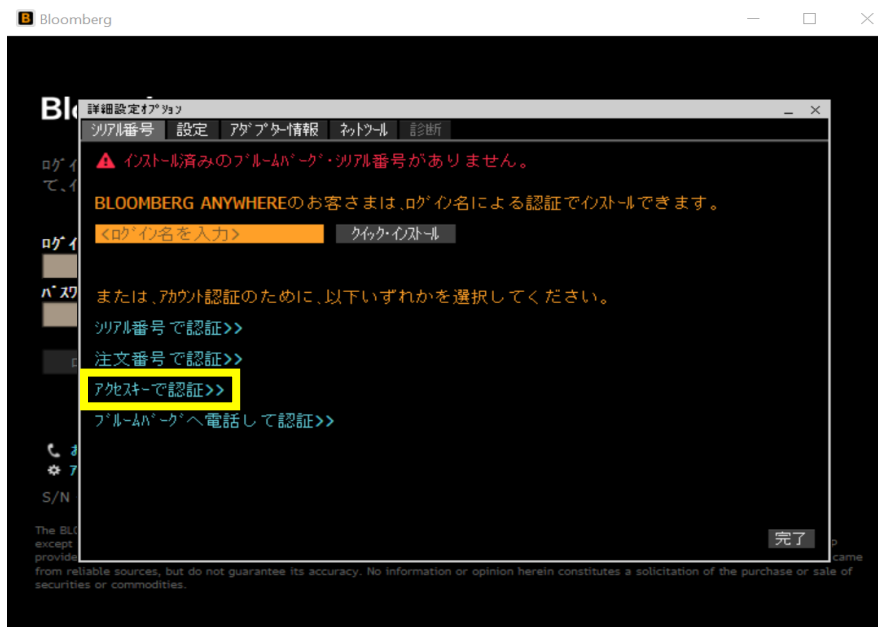 Bloomberg
詳細設定ｵﾌﾟｼｮﾝ
ｼﾘｱﾙ番号 設定 ｱﾀﾞﾌﾟﾀｰ情報 ﾈｯﾄﾂｰﾙ 診断
ｲﾝｽﾄｰﾙ済みのﾌﾞﾙｰﾑﾊﾞｰｸﾞ・ｼﾘｱﾙ番号がありません。
BLOOMBERG ANYWHEREのお客さまは､ﾛｸﾞｲﾝ名による認証でｲﾝｽﾄｰﾙできます。
<ﾛｸﾞｲﾝ名を入力> ｸｲｯｸ・ｲﾝｽﾄｰﾙ
または､ｱｶｳﾝﾄ認証のために､以下いずれかを選択してください。
ｼﾘｱﾙ番号で認証>>
注文番号で認証>>
ｱｸｾｽｷｰで認証>>
ﾌﾞﾙｰﾑﾊﾞｰｸﾞへ電話して認証>>
完了
S/N
The BL
except
provide came
from reliable sources, but do not guarantee its accuracy. No information or opinion herein constitutes a solicitation of the purchase or sale of
securities or commodities.